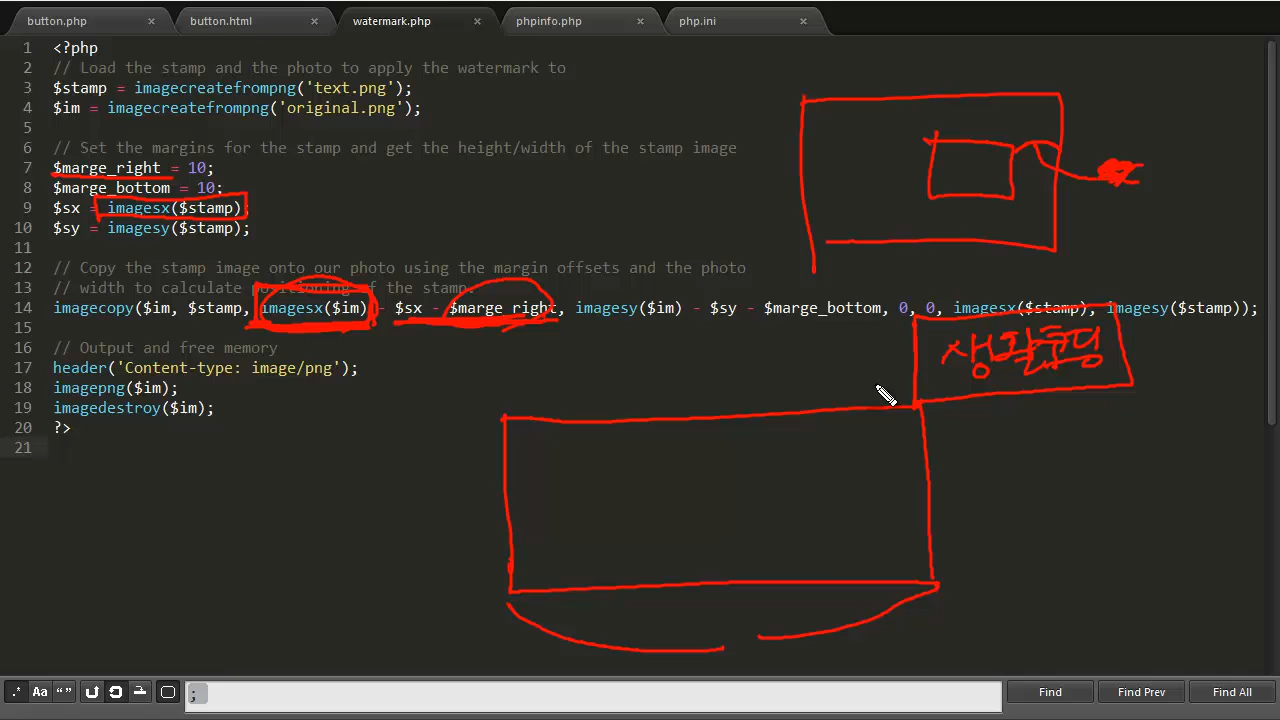 button.php × button.html × watermark.php × phpinfo.php × php.ini ×
1 <?php
2 // Load the stamp and the photo to apply the watermark to
3 $stamp = imagecreatefrompng('text.png');
4 $im = imagecreatefrompng('original.png');
5
6 // Set the margins for the stamp and get the height/width of the stamp image
7 $marge_right = 10;
8 $marge_bottom = 10;
9 $sx = imagesx($stamp);
10 $sy = imagesy($stamp);
11
12 // Copy the stamp image onto our photo using the margin offsets and the photo
13 // width to calculate positioning of the stamp.
14 imagecopy($im, $stamp, imagesx($im) - $sx - $marge_right, imagesy($im) - $sy - $marge_bottom, 0, 0, imagesx($stamp), imagesy($stamp));
15
생활코딩
16 // Output and free memory
17 header('Content-type: image/png');
18 imagepng($im);
19 imagedestroy($im);
20 ?>
21
.* Aa “” ; Find Find Prev Find All